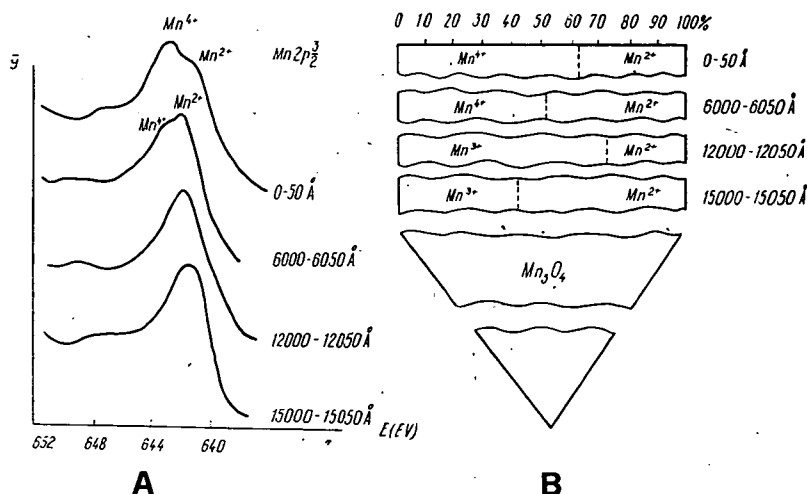 Mn⁴⁺
Mn²⁺
Mn2p 3/2
ḡ
Mn²⁺
Mn⁴⁺
0-50 Å
6000-6050 Å
12000-12050 Å
15000-15050 Å
E(EV)
652 648 644 640
A
0 10 20 30 40 50 60 70 80 90 100%
Mn⁴⁺ Mn²⁺ 0-50 Å
Mn⁴⁺ Mn²⁺ 6000-6050 Å
Mn³⁺ Mn²⁺ 12000-12050 Å
Mn³⁺ Mn²⁺ 15000-15050 Å
Mn₃O₄
B